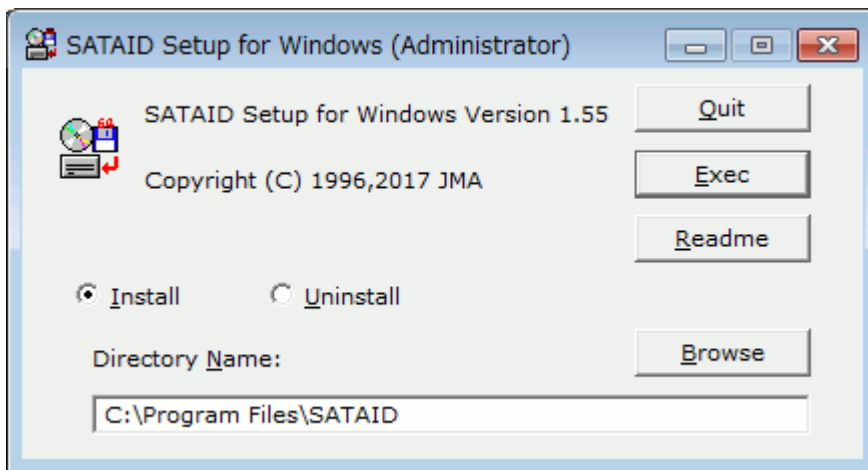 SATAID Setup for Windows (Administrator)
SATAID Setup for Windows Version 1.55
Quit
Copyright (C) 1996,2017 JMA
Exec
Readme
Install
Uninstall
Directory Name:
Browse
C:\Program Files\SATAID